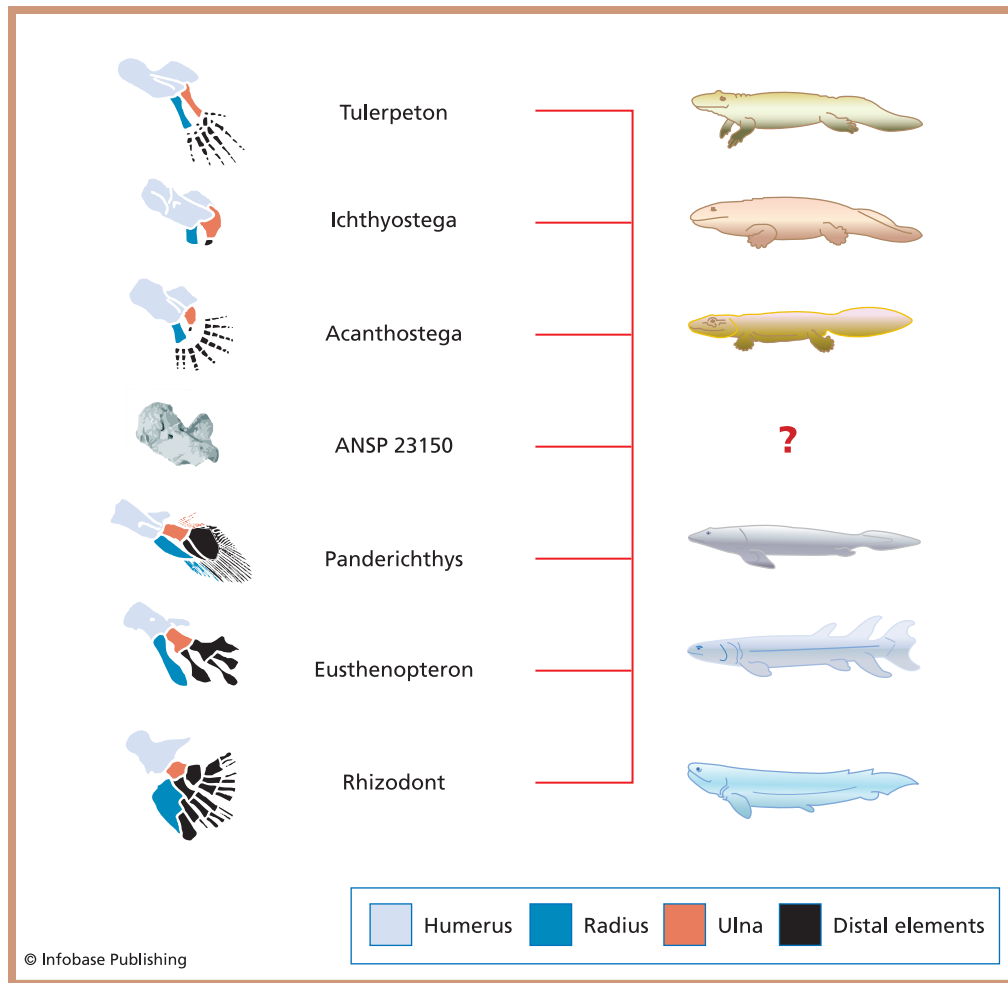 Tulerpeton
Ichthyostega
Acanthostega
ANSP 23150
?
Panderichthys
Eusthenopteron
Rhizodont
Humerus Radius Ulna Distal elements
© Infobase Publishing